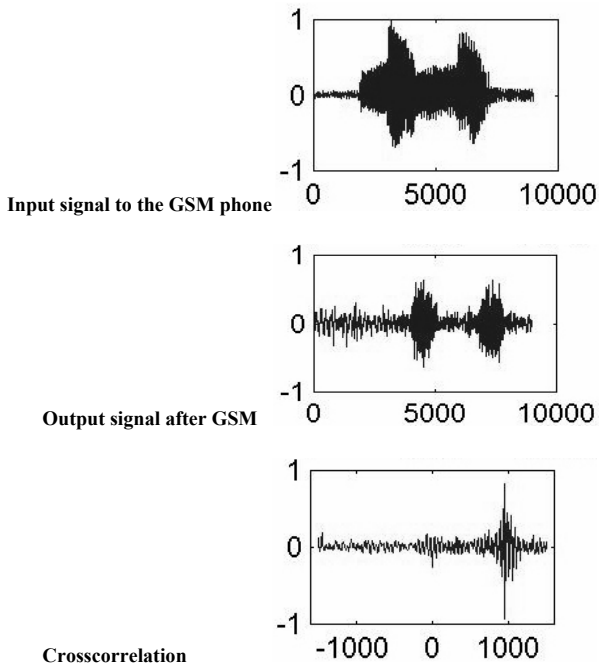 1
0
-1
0 5000 10000
Input signal to the GSM phone
1
0
-1
0 5000 10000
Output signal after GSM
1
0
-1
-1000 0 1000
Crosscorrelation